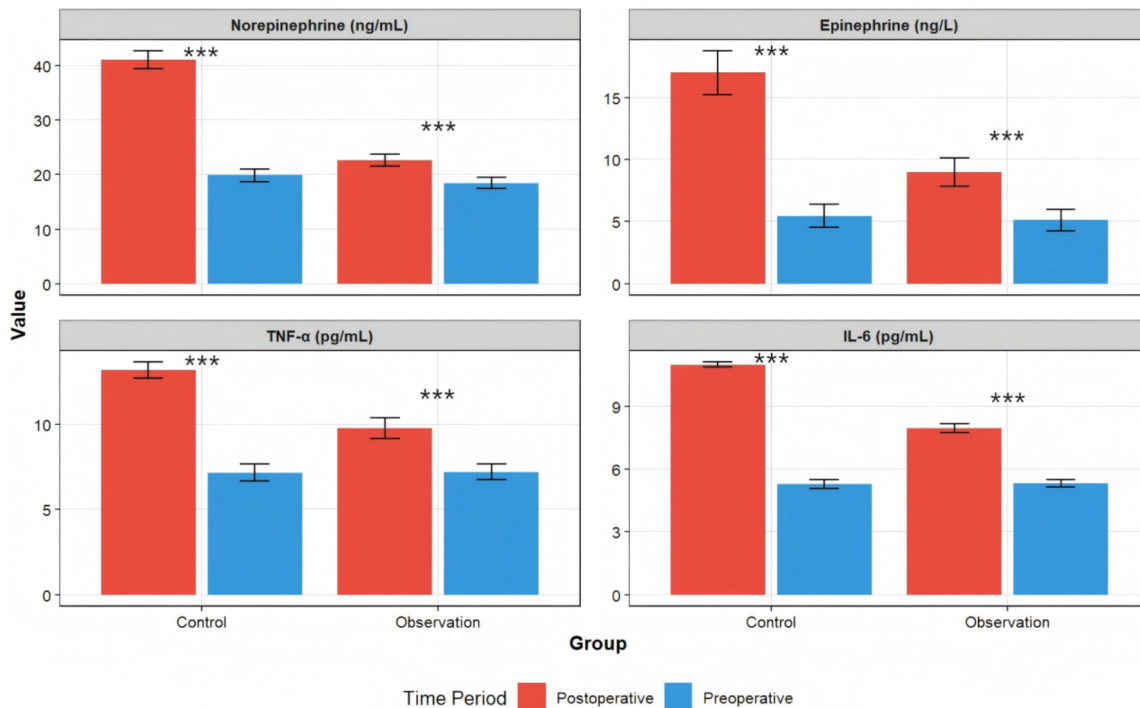 Norepinephrine (ng/mL)
Epinephrine (ng/L)
***
***
***
***
40
30
20
10
0
15
10
5
0
Value
TNF-α (pg/mL)
IL-6 (pg/mL)
***
***
***
***
10
5
0
9
6
3
0
Control
Observation
Control
Observation
Group
Time Period Postoperative Preoperative